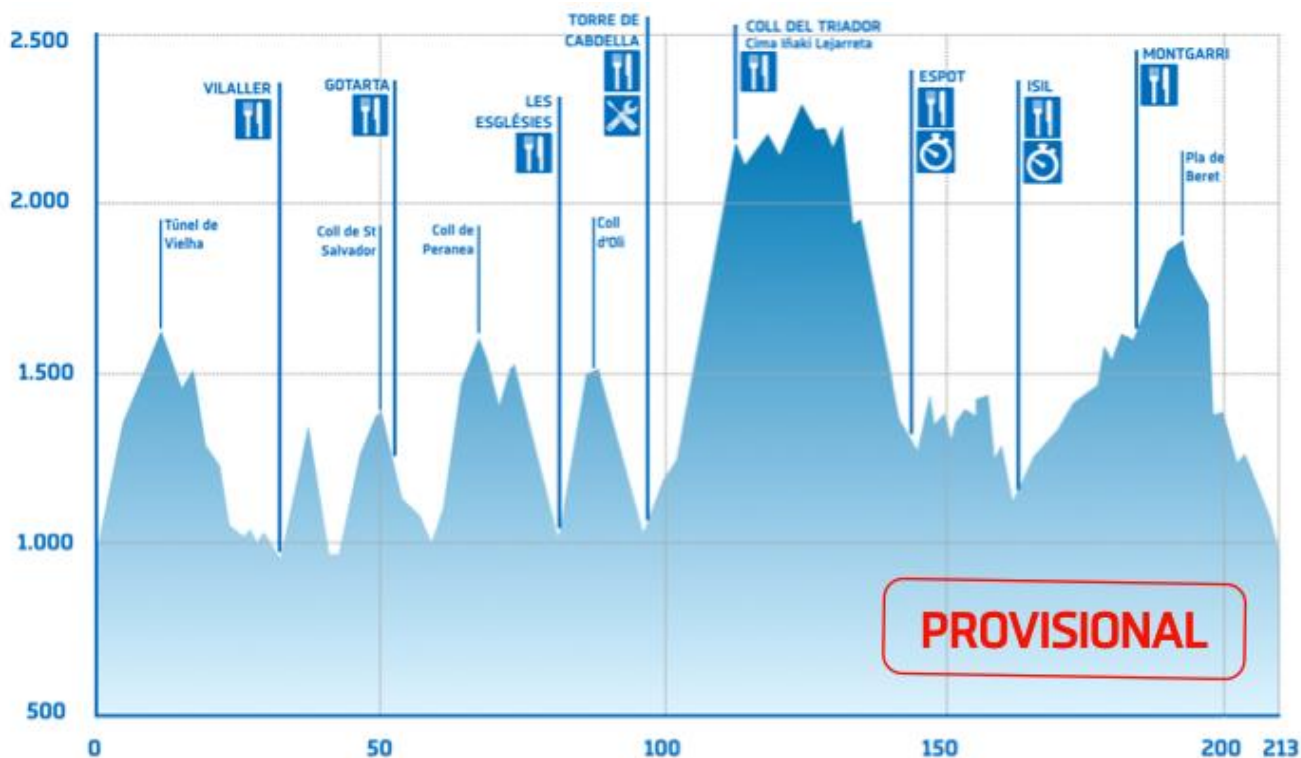 2.500
2.000
1.500
1.000
500
0
50
100
150
200
213
Túnel de
Vielha
VILALLER
Coll de St
Salvador
GOTARTA
Coll de
Peranea
LES
ESGLÉSIES
Coll
d'Oli
TORRE DE
CABDELLA
COLL DEL TRIADOR
Cima Iñaki Lejarreta
ESPOT
ISIL
MONTGARRI
Pla de
Beret
PROVISIONAL